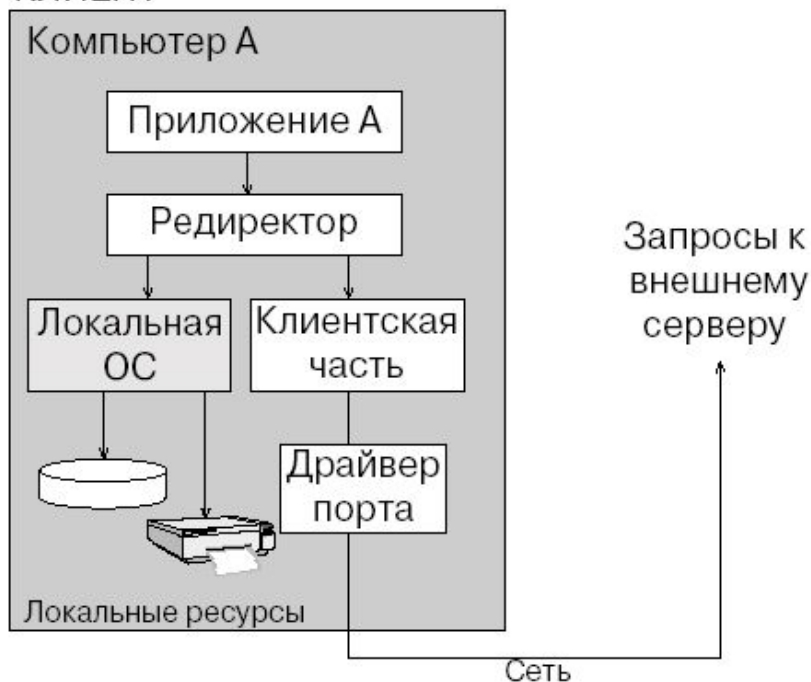 Компьютер А
Приложение А
Редиректор
Запросы к
внешнему
серверу
Локальная
ОС
Клиентская
часть
Драйвер
порта
Локальные ресурсы
Сеть